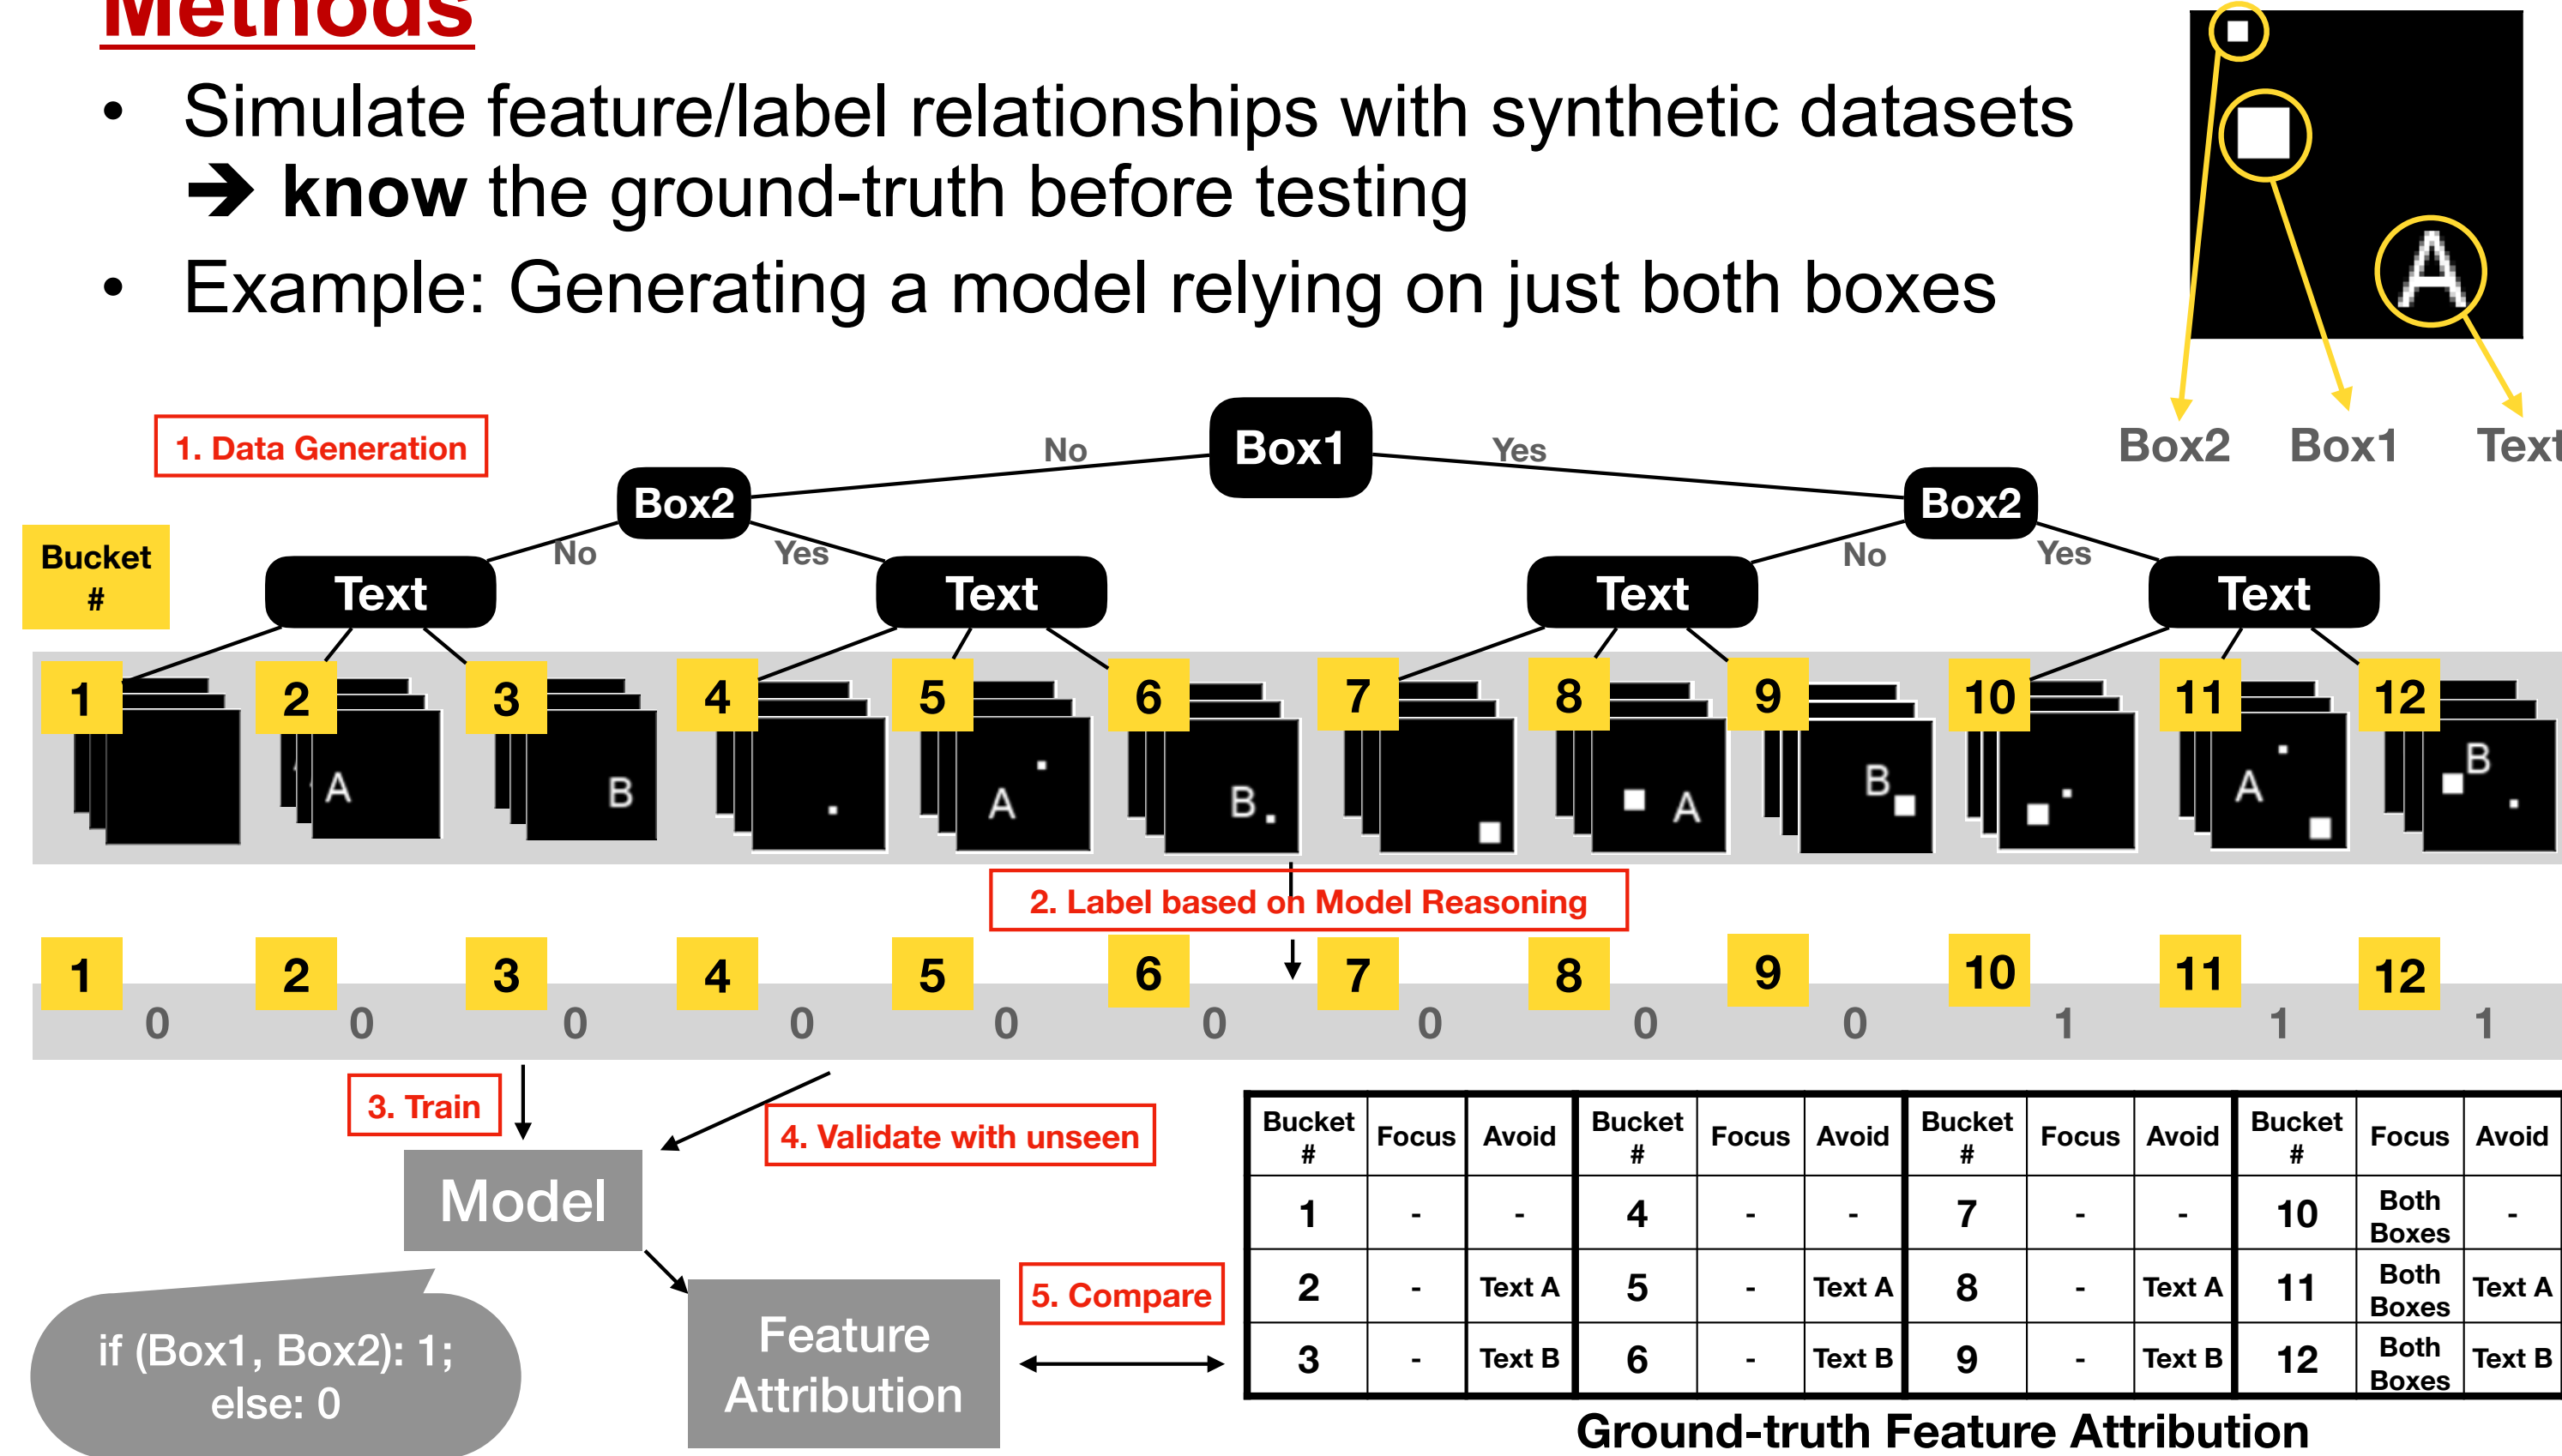 Methods
• Simulate feature/label relationships with synthetic datasets
➔ know the ground-truth before testing
• Example: Generating a model relying on just both boxes
A
Box2 Box1 Text
1. Data Generation
Box1
No Yes
Box2 Box2
No Yes No Yes
Bucket
#
Text Text Text Text
1 2 3 4 5 6 7 8 9 10 11 12
A B A B A B A B
2. Label based on Model Reasoning
1 2 3 4 5 6 7 8 9 10 11 12
0 0 0 0 0 0 0 0 0 1 1 1
3. Train
4. Validate with unseen
Model
if (Box1, Box2): 1;
else: 0
Feature
Attribution
5. Compare
Bucket # Focus Avoid Bucket # Focus Avoid Bucket # Focus Avoid Bucket # Focus Avoid
1 - - 4 - - 7 - - 10 Both Boxes -
2 - Text A 5 - Text A 8 - Text A 11 Both Boxes Text A
3 - Text B 6 - Text B 9 - Text B 12 Both Boxes Text B
Ground-truth Feature Attribution